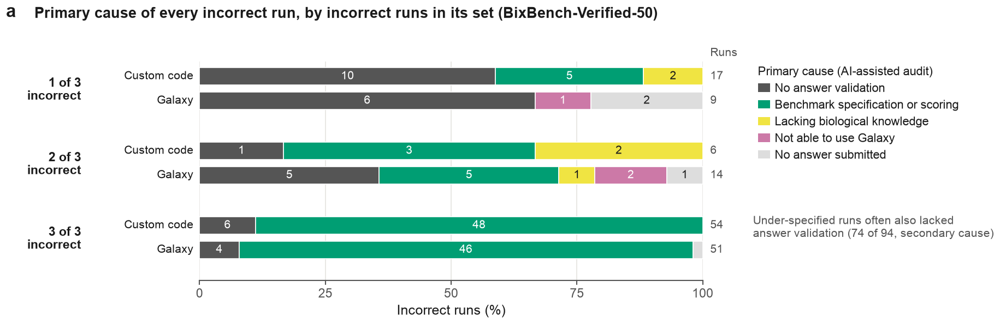 a Primary cause of every incorrect run, by incorrect runs in its set (BixBench-Verified-50)
Runs
1 of 3
incorrect
Custom code 10 5 2 17
Galaxy 6 1 2 9
2 of 3
incorrect
Custom code 1 3 2 6
Galaxy 5 5 1 2 1 14
3 of 3
incorrect
Custom code 6 48 54
Galaxy 4 46 51
0 25 50 75 100
Incorrect runs (%)
Primary cause (AI-assisted audit)
No answer validation
Benchmark specification or scoring
Lacking biological knowledge
Not able to use Galaxy
No answer submitted
Under-specified runs often also lacked
answer validation (74 of 94, secondary cause)